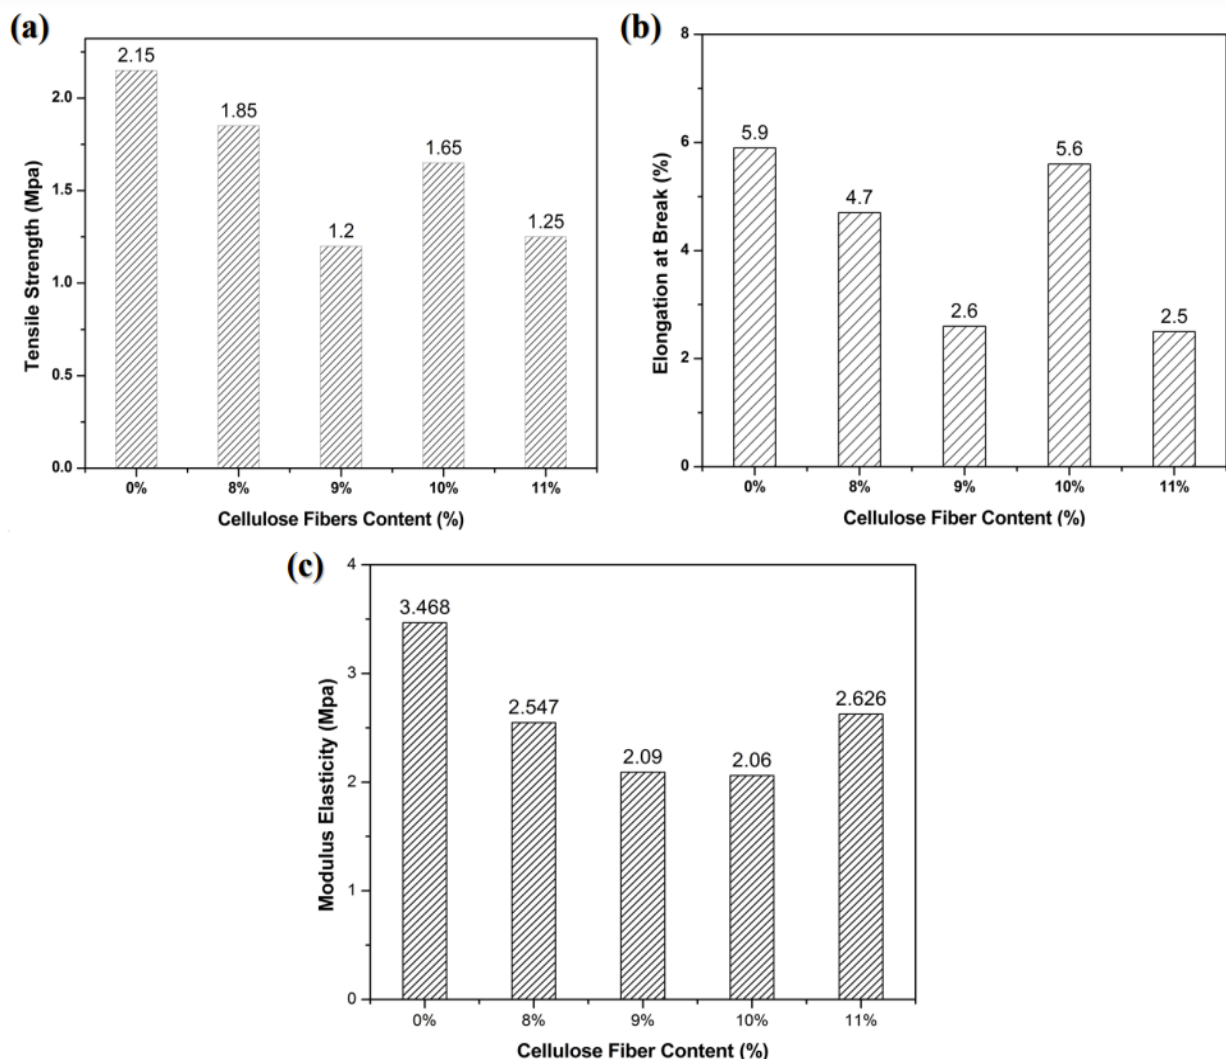 (a)
2.15
1.85
1.2
1.65
1.25
2.0
1.5
1.0
0.5
0.0
Tensile Strength (Mpa)
0% 8% 9% 10% 11%
Cellulose Fibers Content (%)
(b)
5.9
4.7
2.6
5.6
2.5
8
6
4
2
0
Elongation at Break (%)
0% 8% 9% 10% 11%
Cellulose Fiber Content (%)
(c)
3.468
2.547
2.09
2.06
2.626
4
3
2
1
0
Modulus Elasticity (Mpa)
0% 8% 9% 10% 11%
Cellulose Fiber Content (%)